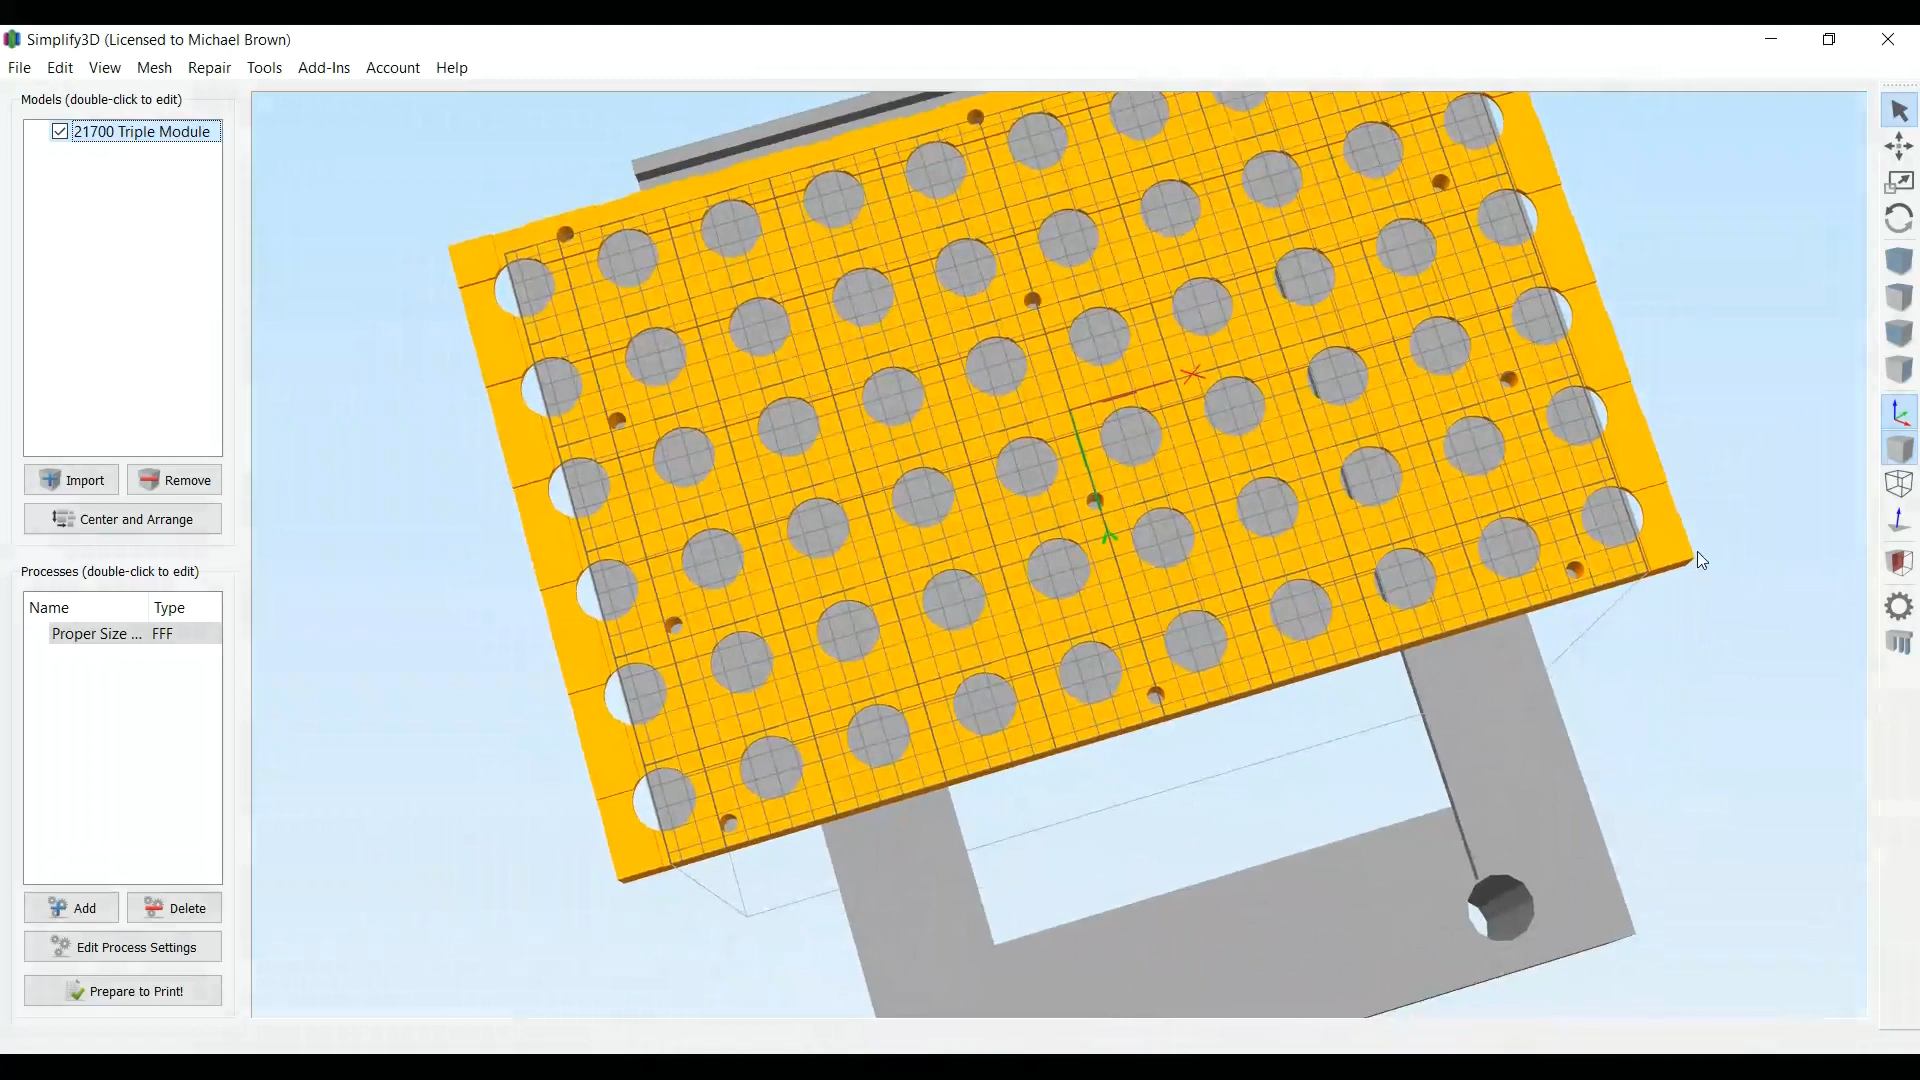 Simplify3D (Licensed to Michael Brown)
File Edit View Mesh Repair Tools Add-Ins Account Help
Models (double-click to edit)
21700 Triple Module
Import Remove
Center and Arrange
Processes (double-click to edit)
Name Type
Proper Size ... FFF
Add Delete
Edit Process Settings
Prepare to Print!
X
Y